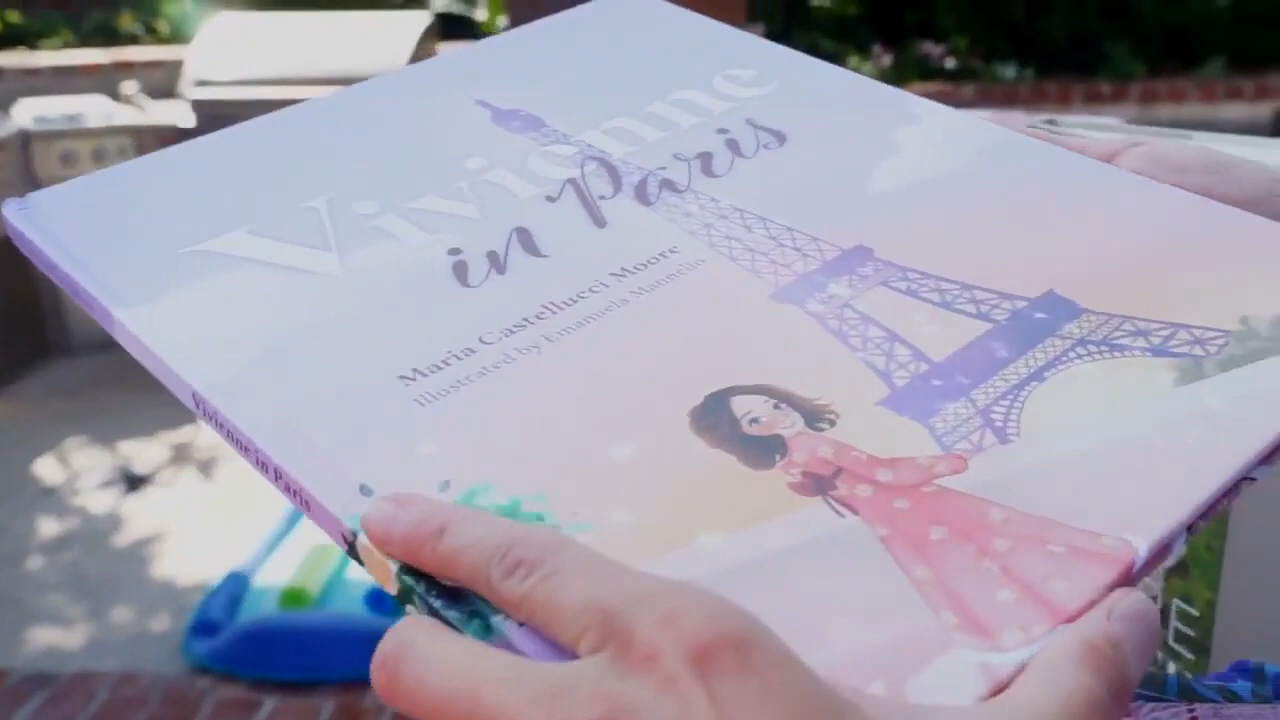 Vivienne
in Paris
Maria Castellucci Moore
Illustrated by Emanuela Mannello
Vivienne in Paris